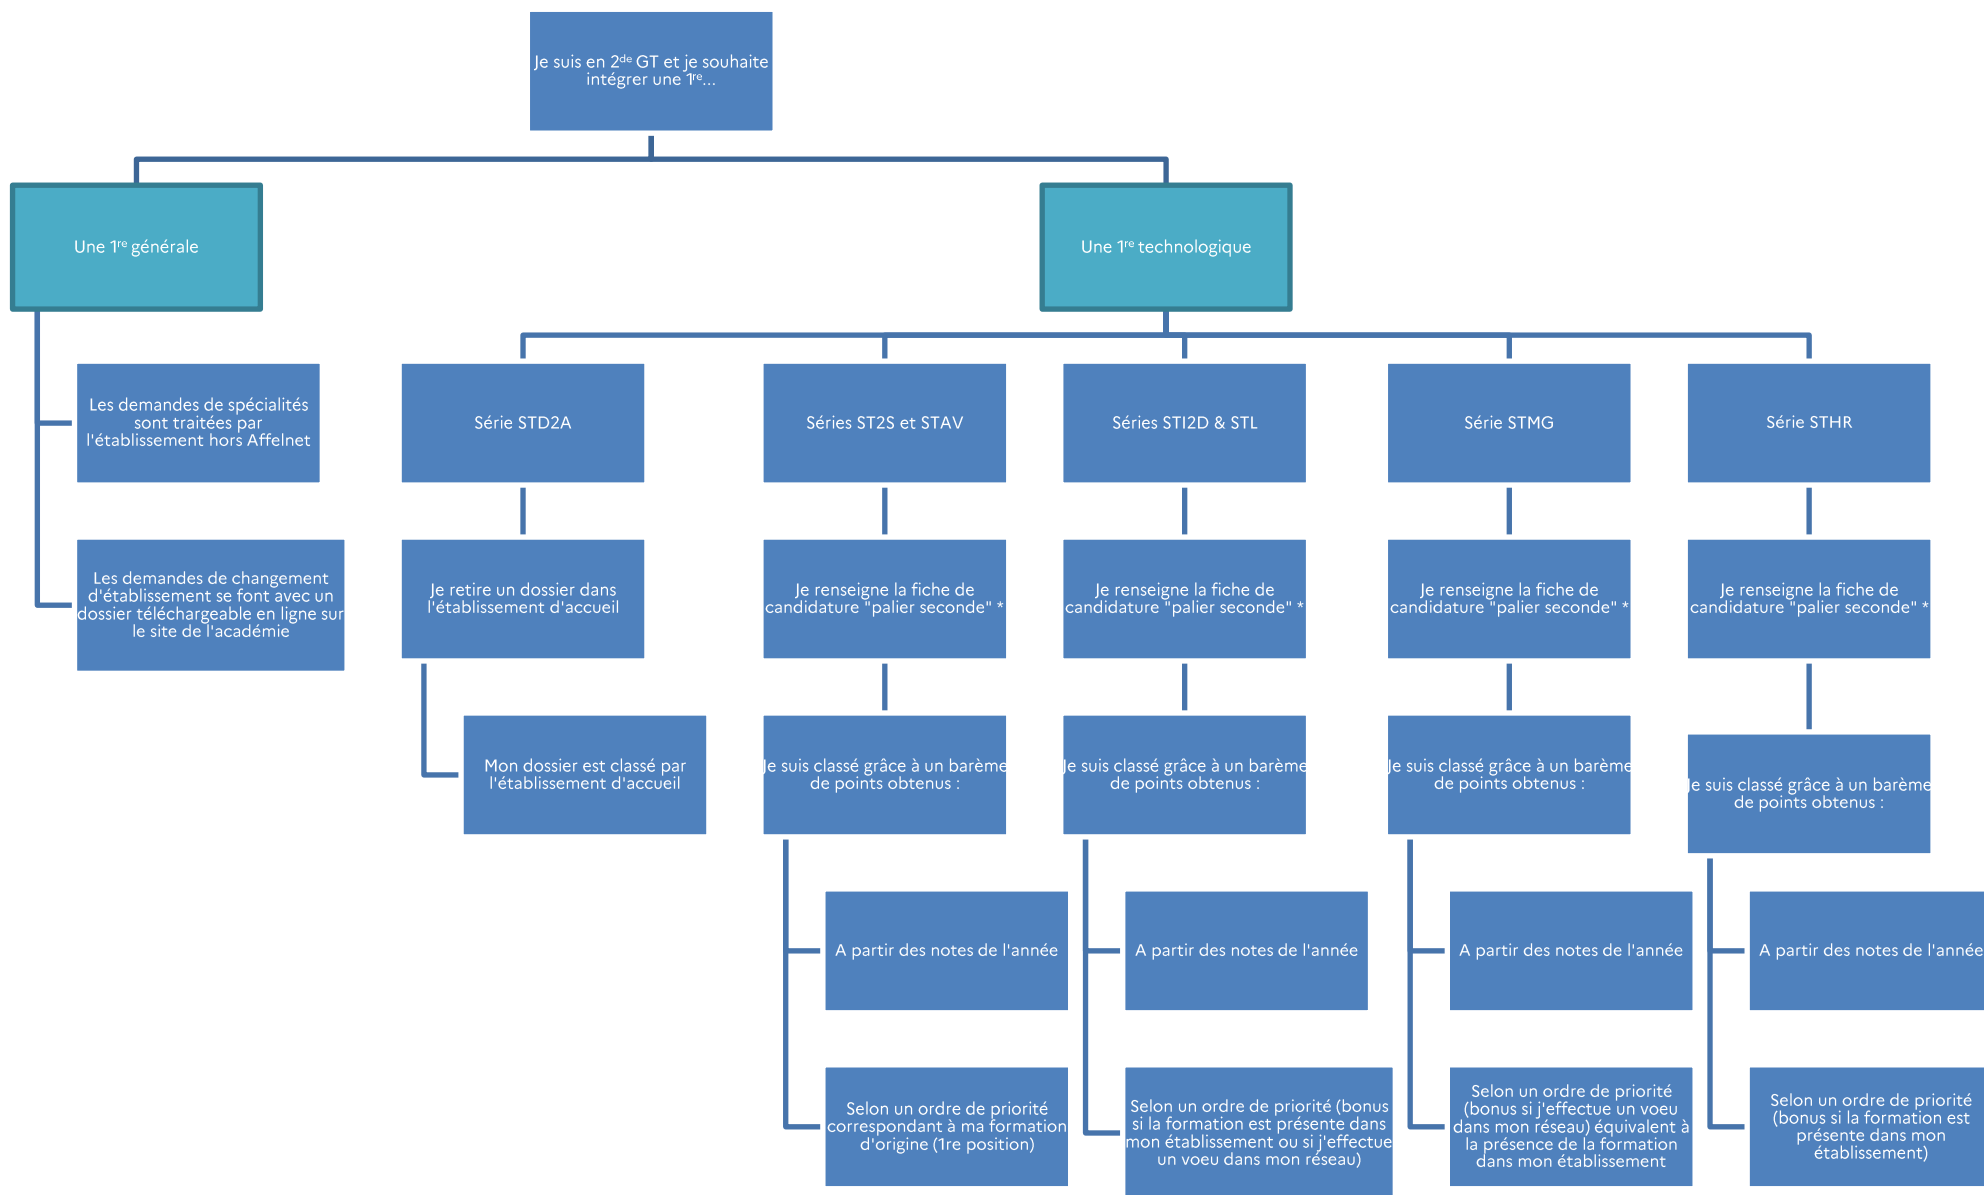 Je suis en 2de GT et je souhaite
intégrer une 1re...
Une 1re générale
Une 1re technologique
Les demandes de spécialités
sont traitées par
l'établissement hors Affelnet
Série STD2A
Séries ST2S et STAV
Séries STI2D & STL
Série STMG
Série STHR
Les demandes de changement
d'établissement se font avec un
dossier téléchargeable en ligne sur
le site de l'académie
Je retire un dossier dans
l'établissement d'accueil
Je renseigne la fiche de
candidature "palier seconde" *
Je renseigne la fiche de
candidature "palier seconde" *
Je renseigne la fiche de
candidature "palier seconde" *
Je renseigne la fiche de
candidature "palier seconde" *
Mon dossier est classé par
l'établissement d'accueil
Je suis classé grâce à un barème
de points obtenus :
Je suis classé grâce à un barème
de points obtenus :
Je suis classé grâce à un barème
de points obtenus :
Je suis classé grâce à un barème
de points obtenus :
A partir des notes de l'année
A partir des notes de l'année
A partir des notes de l'année
A partir des notes de l'année
Selon un ordre de priorité
correspondant à ma formation
d'origine (1re position)
Selon un ordre de priorité (bonus
si la formation est présente dans
mon établissement ou si j'effectue
un voeu dans mon réseau)
Selon un ordre de priorité
(bonus si j'effectue un voeu
dans mon réseau) équivalent à
la présence de la formation
dans mon établissement
Selon un ordre de priorité
(bonus si la formation est
présente dans mon
établissement)